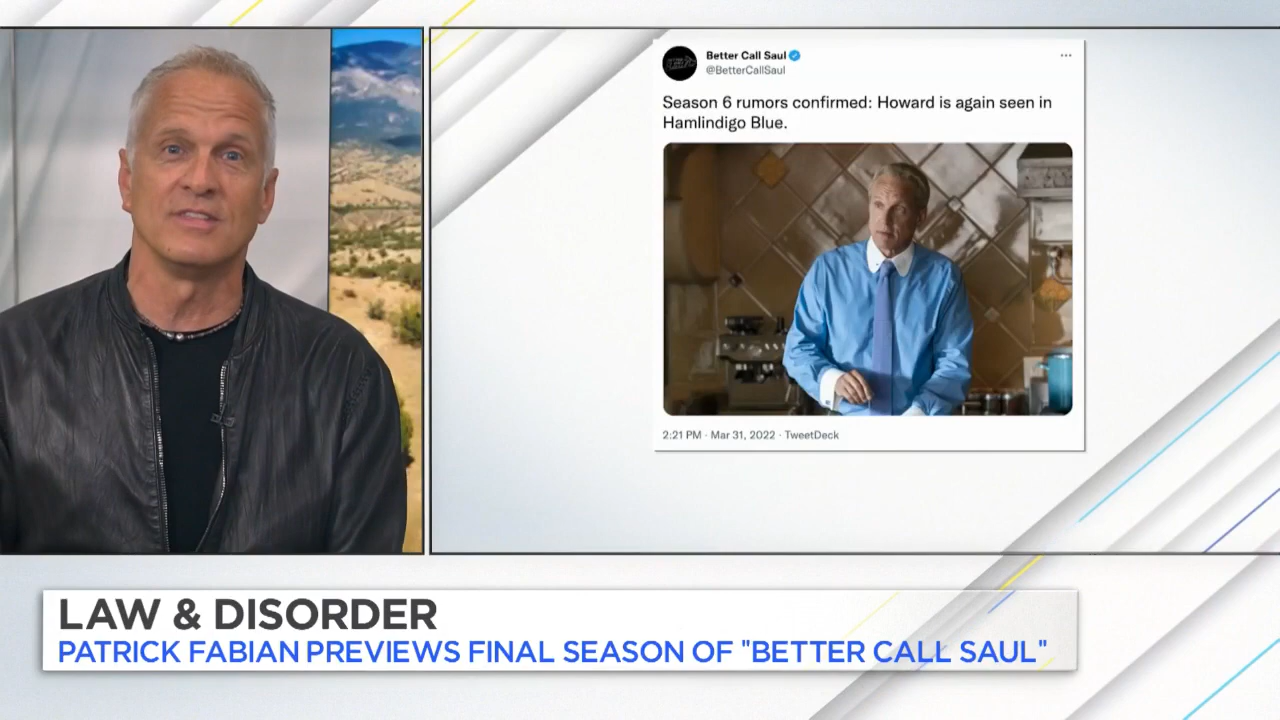 Better Call Saul
@BetterCallSaul
Season 6 rumors confirmed: Howard is again seen in
Hamlindigo Blue.
2:21 PM · Mar 31, 2022 · TweetDeck
LAW & DISORDER
PATRICK FABIAN PREVIEWS FINAL SEASON OF "BETTER CALL SAUL"